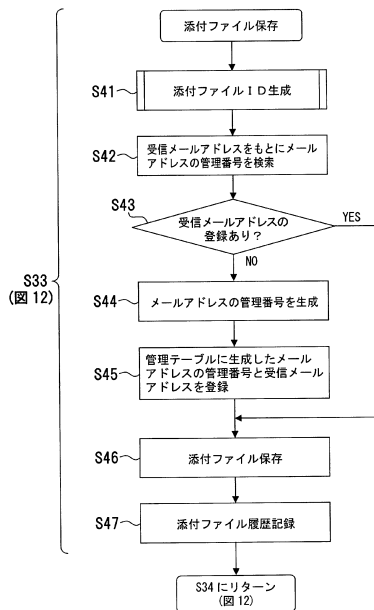 添付ファイル保存
S41
添付ファイルID生成
S42
受信メールアドレスをもとにメール
アドレスの管理番号を検索
S43
受信メールアドレスの
登録あり?
YES
NO
S33
(図12)
S44
メールアドレスの管理番号を生成
S45
管理テーブルに生成したメール
アドレスの管理番号と受信メール
アドレスを登録
S46
添付ファイル保存
S47
添付ファイル履歴記録
S34にリターン
(図12)